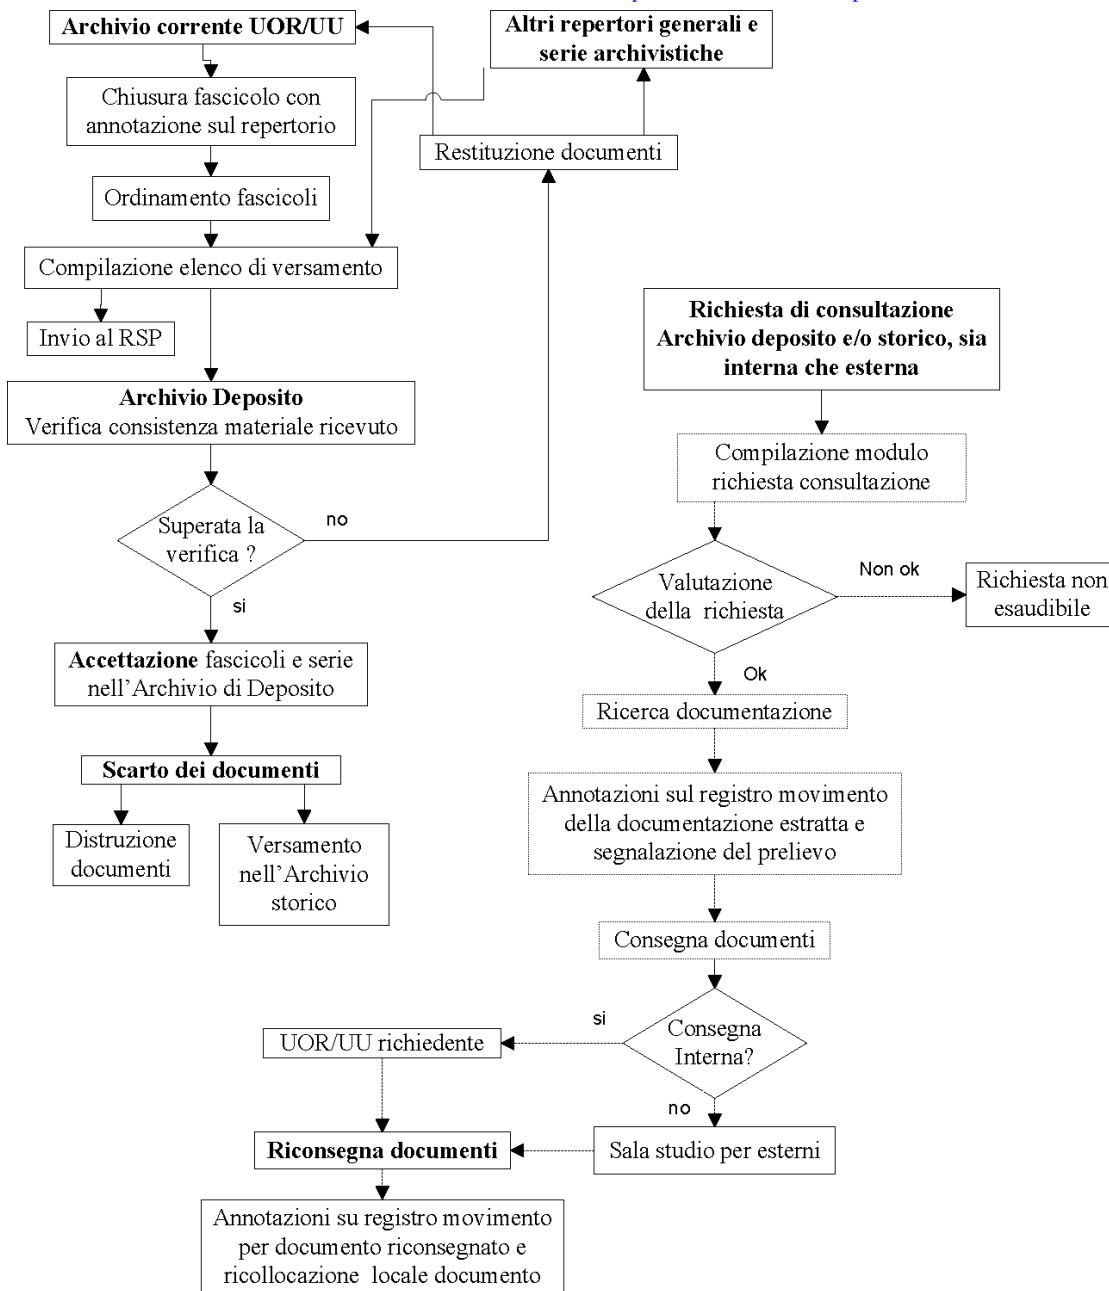 Archivio corrente UOR/UU
Altri repertori generali e
serie archivistiche
Chiusura fascicolo con
annotazione sul repertorio
Restituzione documenti
Ordinamento fascicoli
Compilazione elenco di versamento
Invio al RSP
Archivio Deposito
Verifica consistenza materiale ricevuto
Superata la
verifica ?
no
si
Accettazione fascicoli e serie
nell'Archivio di Deposito
Scarto dei documenti
Distruzione
documenti
Versamento
nell'Archivio
storico
Richiesta di consultazione
Archivio deposito e/o storico, sia
interna che esterna
Compilazione modulo
richiesta consultazione
Valutazione
della richiesta
Non ok
Richiesta non
esaudibile
Ok
Ricerca documentazione
Annotazioni sul registro movimento
della documentazione estratta e
segnalazione del prelievo
Consegna documenti
Consegna
Interna?
si
UOR/UU richiedente
no
Sala studio per esterni
Riconsegna documenti
Annotazioni su registro movimento
per documento riconsegnato e
ricollocazione locale documento